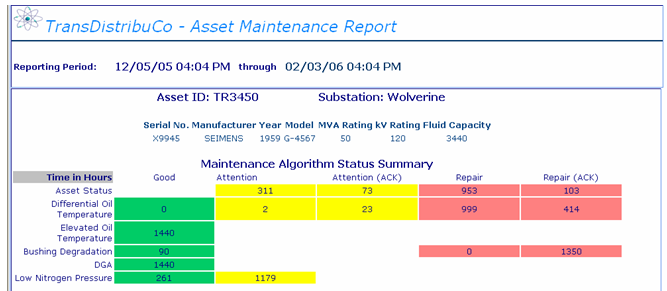 TransDistribuCo - Asset Maintenance Report
Reporting Period: 12/05/05 04:04 PM through 02/03/06 04:04 PM
Asset ID: TR3450 Substation: Wolverine
Serial No. Manufacturer Year Model MVA Rating kV Rating Fluid Capacity
X9945 SEIMENS 1959 G-4567 50 120 3440
Maintenance Algorithm Status Summary
Time in Hours Good Attention Attention (ACK) Repair Repair (ACK)
Asset Status 311 73 953 103
Differential Oil
Temperature 0 2 23 999 414
Elevated Oil
Temperature 1440
Bushing Degradation 90 0 1350
DGA 1440
Low Nitrogen Pressure 261 1179